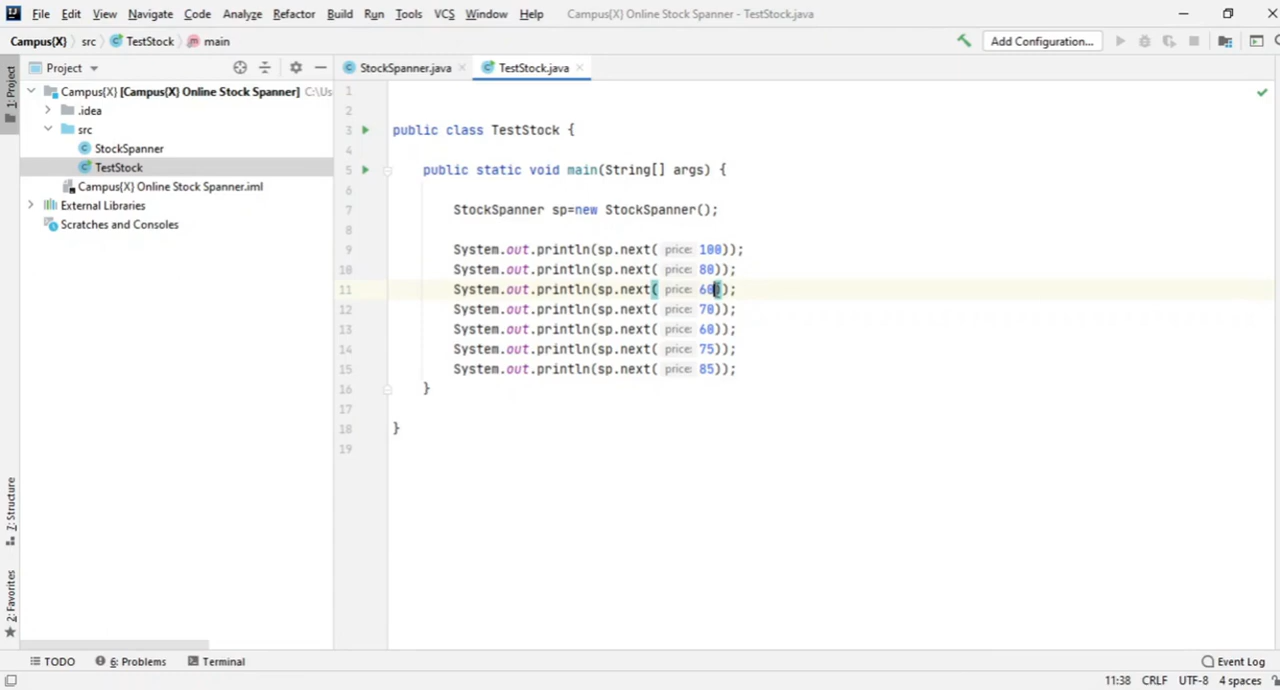 File Edit View Navigate Code Analyze Refactor Build Run Tools VCS Window Help Campus(X) Online Stock Spanner - TestStock.java
Campus(X) src TestStock main Add Configuration...
1: Project
Project
StockSpanner.java TestStock.java
Campus(X) [Campus(X) Online Stock Spanner] C:\Us
.idea
src
StockSpanner
TestStock
Campus(X) Online Stock Spanner.iml
External Libraries
Scratches and Consoles
1
2
3 public class TestStock {
4
5 public static void main(String[] args) {
6
7 StockSpanner sp=new StockSpanner();
8
9 System.out.println(sp.next( price: 100));
10 System.out.println(sp.next( price: 80));
11 System.out.println(sp.next( price: 60));
12 System.out.println(sp.next( price: 70));
13 System.out.println(sp.next( price: 60));
14 System.out.println(sp.next( price: 75));
15 System.out.println(sp.next( price: 85));
16 }
17
18 }
19
Z: Structure
2: Favorites
TODO 6: Problems Terminal Event Log
11:38 CRLF UTF-8 4 spaces